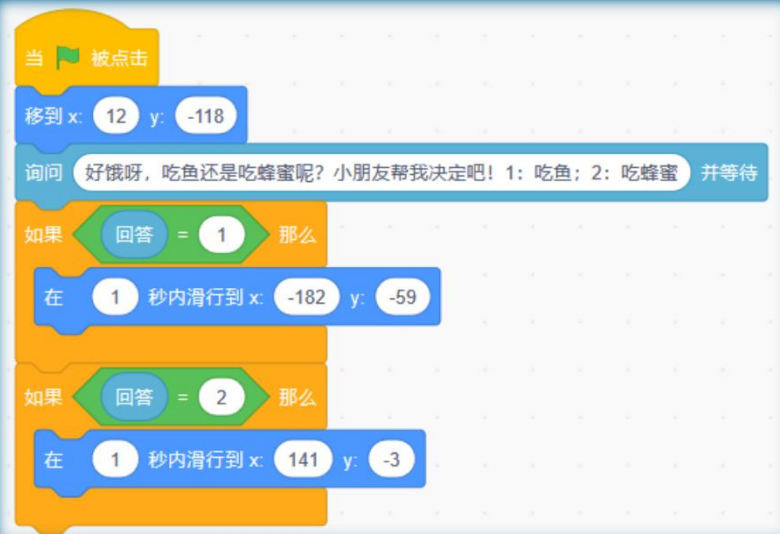 当 被点击
移到 x: 12 y: -118
询问 好饿呀，吃鱼还是吃蜂蜜呢？小朋友帮我决定吧！1：吃鱼；2：吃蜂蜜 并等待
如果 回答 = 1 那么
在 1 秒内滑行到 x: -182 y: -59
如果 回答 = 2 那么
在 1 秒内滑行到 x: 141 y: -3